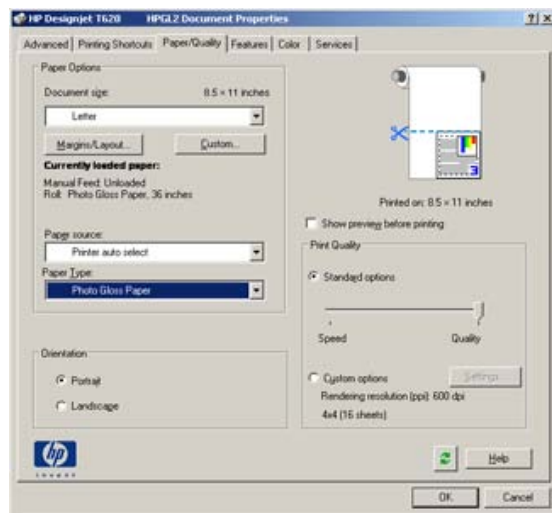 HP Designjet T620 HPGL2 Document Properties
Advanced Printing Shortcuts Paper/Quality Features Color Services
Paper Options
Document size: 8.5 × 11 inches
Letter
Margins/Layout... Custom...
Currently loaded paper:
Manual Feed: Unloaded
Roll: Photo Gloss Paper, 36 inches
Paper source:
Printer auto select
Paper Type:
Photo Gloss Paper
Orientation
Portrait
Landscape
3
Printed on: 8.5 × 11 inches
Show preview before printing
Print Quality
Standard options
Speed Quality
Custom options Settings...
Rendering resolution (ppi): 600 dpi
4x4 (16 sheets)
hp
invent
Help
OK Cancel